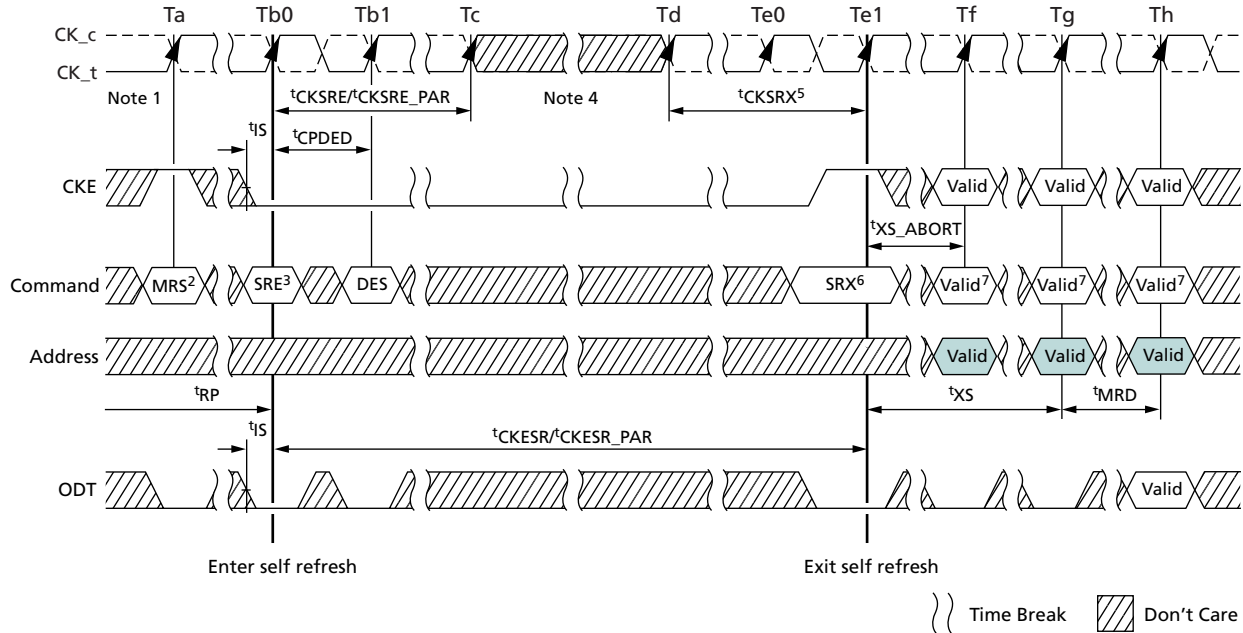 Ta Tb0 Tb1 Tc Td Te0 Te1 Tf Tg Th
CK_c
CK_t
Note 1 tCKSRE/tCKSRE_PAR Note 4 tCKSRX5
tIS tCPDED
CKE Valid Valid Valid
tXS_ABORT
Command MRS2 SRE3 DES SRX6 Valid7 Valid7 Valid7
Address Valid Valid Valid
tRP tXS tMRD
tIS tCKESR/tCKESR_PAR
ODT Valid
Enter self refresh Exit self refresh
Time Break Don't Care